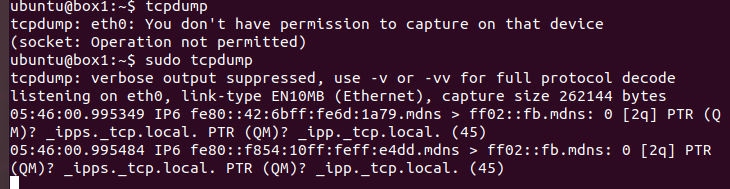 ubuntu@box1:~$ tcpdump
tcpdump: eth0: You don't have permission to capture on that device
(socket: Operation not permitted)
ubuntu@box1:~$ sudo tcpdump
tcpdump: verbose output suppressed, use -v or -vv for full protocol decode
listening on eth0, link-type EN10MB (Ethernet), capture size 262144 bytes
05:46:00.995349 IP6 fe80::42:6bff:fe6d:1a79.mdns > ff02::fb.mdns: 0 [2q] PTR (Q
M)? _ipps._tcp.local. PTR (QM)? _ipp._tcp.local. (45)
05:46:00.995484 IP6 fe80::f854:10ff:feff:e4dd.mdns > ff02::fb.mdns: 0 [2q] PTR
(QM)? _ipps._tcp.local. PTR (QM)? _ipp._tcp.local. (45)